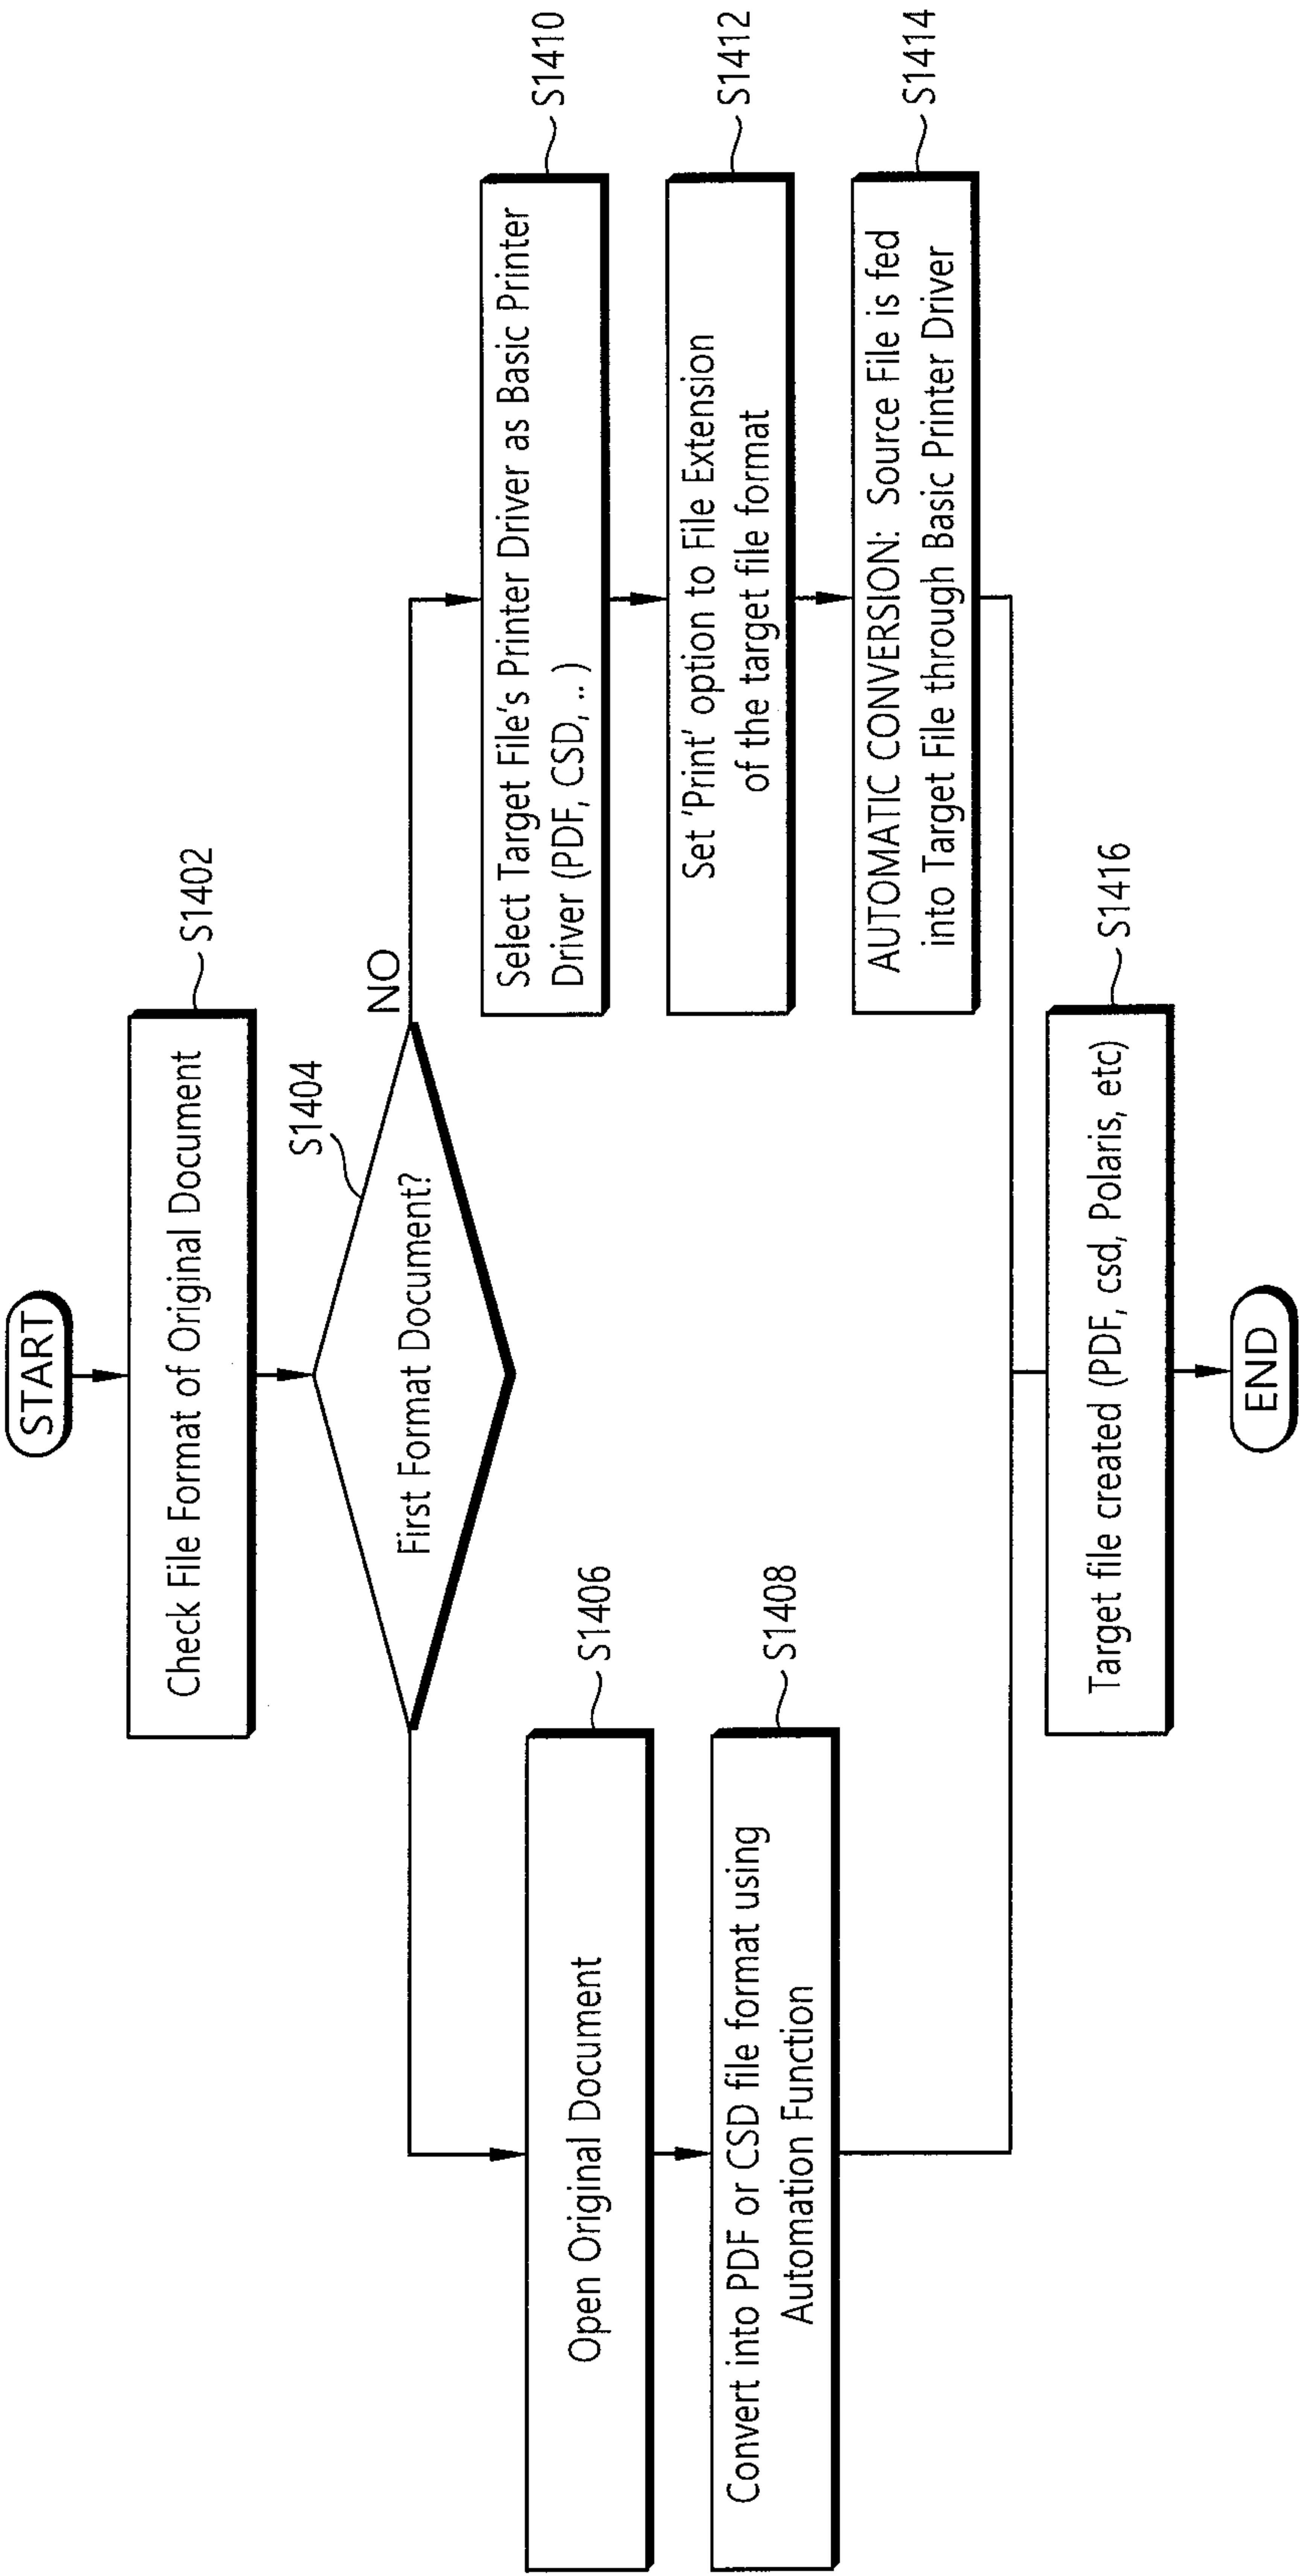 START
Check File Format of Original Document
S1402
First Format Document?
S1404
NO
Open Original Document
S1406
Convert into PDF or CSD file format using
Automation Function
S1408
Select Target File's Printer Driver as Basic Printer
Driver (PDF, CSD, .. )
S1410
Set 'Print' option to File Extension
of the target file format
S1412
AUTOMATIC CONVERSION: Source File is fed
into Target File through Basic Printer Driver
S1414
Target file created (PDF, csd, Polaris, etc)
S1416
END